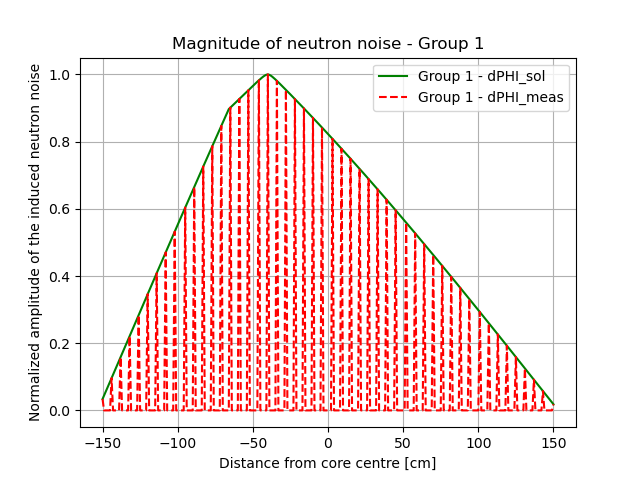 Magnitude of neutron noise - Group 1
Group 1 - dPHI_sol
Group 1 - dPHI_meas
Normalized amplitude of the induced neutron noise
1.0
0.8
0.6
0.4
0.2
0.0
−150 −100 −50 0 50 100 150
Distance from core centre [cm]